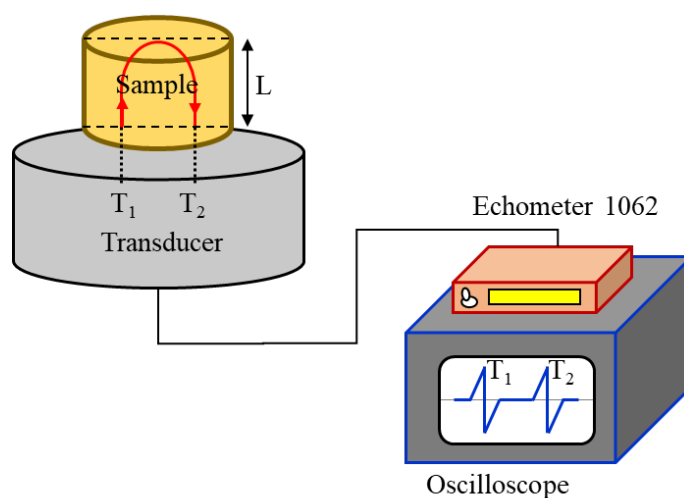 Sample
L
T₁ T₂
Transducer
Echometer 1062
T₁ T₂
Oscilloscope